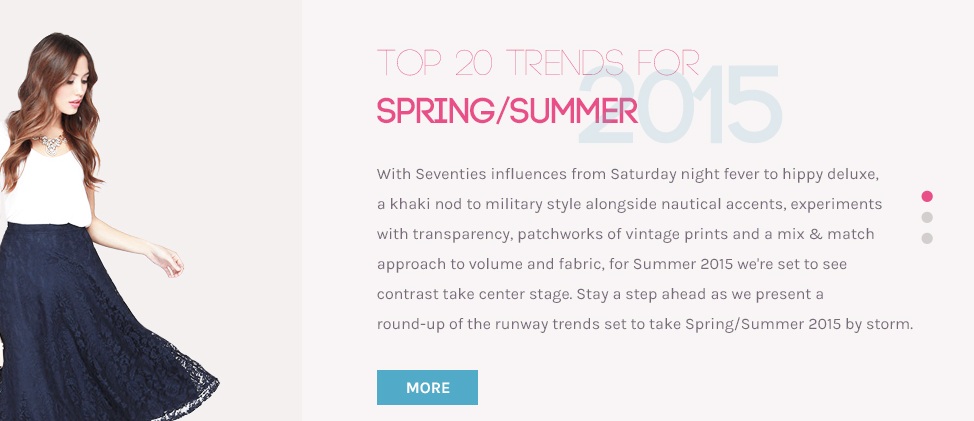 TOP 20 TRENDS FOR
2015
SPRING/SUMMER
With Seventies influences from Saturday night fever to hippy deluxe,
a khaki nod to military style alongside nautical accents, experiments
with transparency, patchworks of vintage prints and a mix & match
approach to volume and fabric, for Summer 2015 we're set to see
contrast take center stage. Stay a step ahead as we present a
round-up of the runway trends set to take Spring/Summer 2015 by storm.
MORE